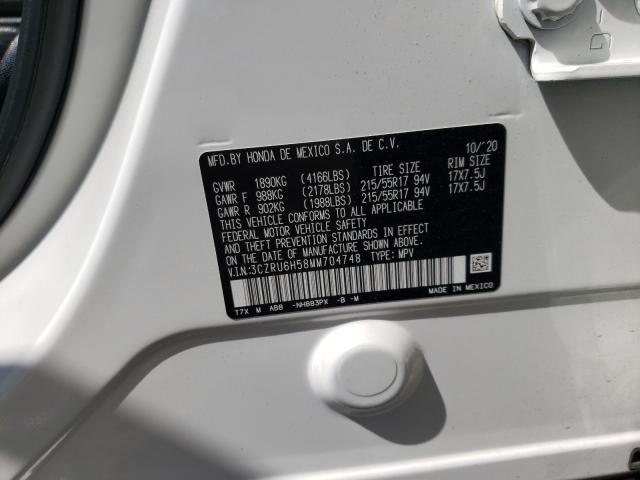 MFD.BY HONDA DE MEXICO S.A. DE C.V. 10/'20
GVWR 1890KG (4166LBS) TIRE SIZE RIM SIZE
GAWR F 988KG (2178LBS) 215/55R17 94V 17X7.5J
GAWR R 902KG (1988LBS) 215/55R17 94V 17X7.5J
THIS VEHICLE CONFORMS TO ALL APPLICABLE
FEDERAL MOTOR VEHICLE SAFETY
AND THEFT PREVENTION STANDARDS IN EFFECT
ON THE DATE OF MANUFACTURE SHOWN ABOVE.
V.I.N:3CZRU6H58MM704748 TYPE: MPV
T7X M AB8 -NH883PX -B -M MADE IN MEXICO